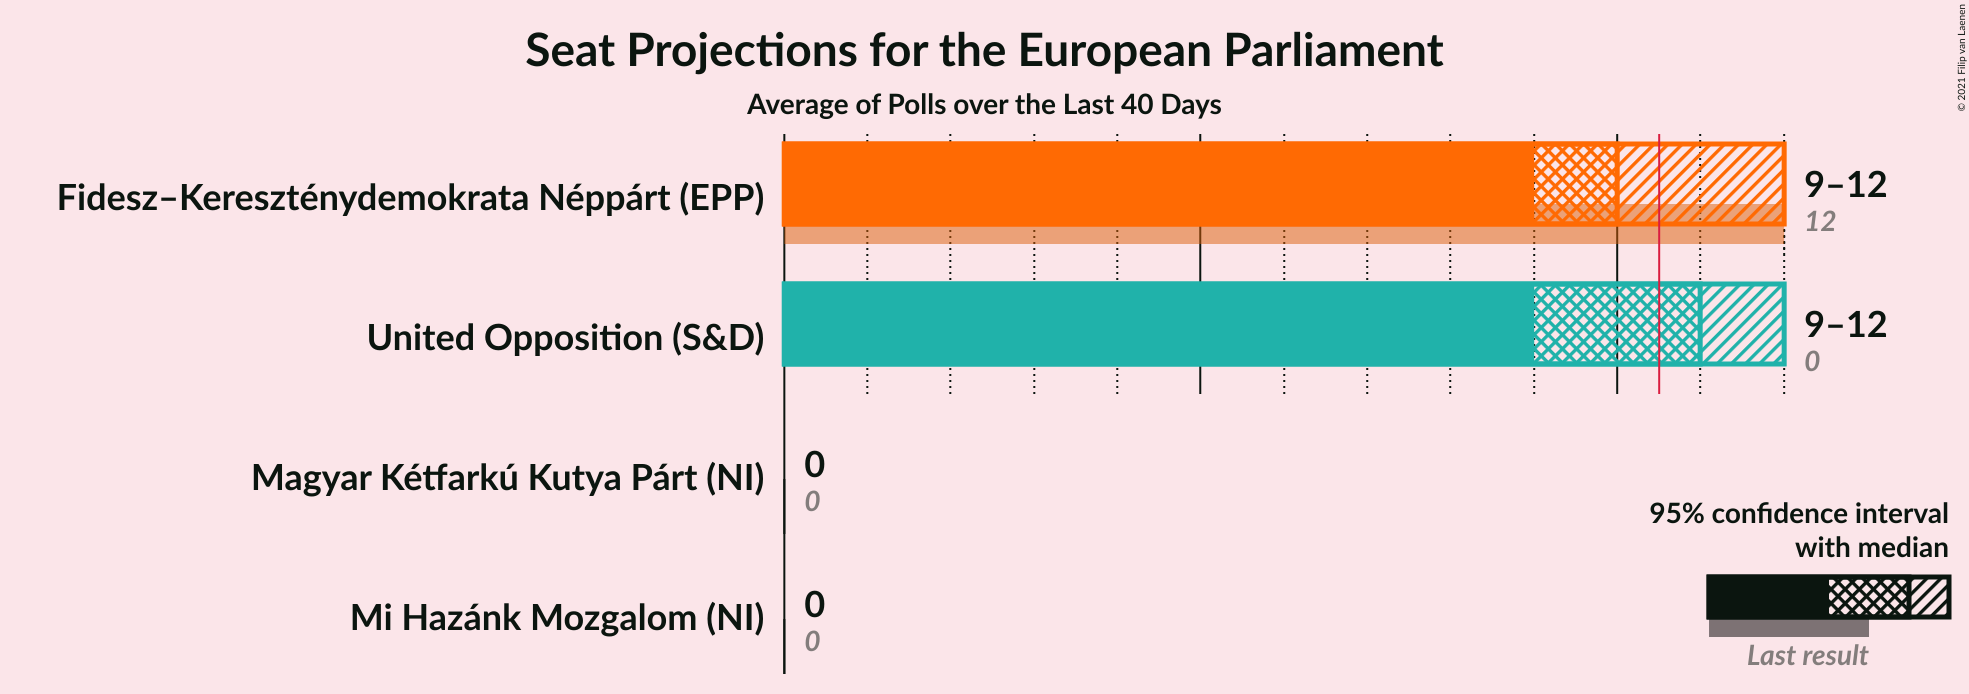 Seat Projections for the European Parliament
Average of Polls over the Last 40 Days
Fidesz–Kereszténydemokrata Néppárt (EPP)
9–12
12
United Opposition (S&D)
9–12
0
Magyar Kétfarkú Kutya Párt (NI)
0
0
Mi Hazánk Mozgalom (NI)
0
0
95% confidence interval
with median
Last result
© 2021 Filip van Laenen